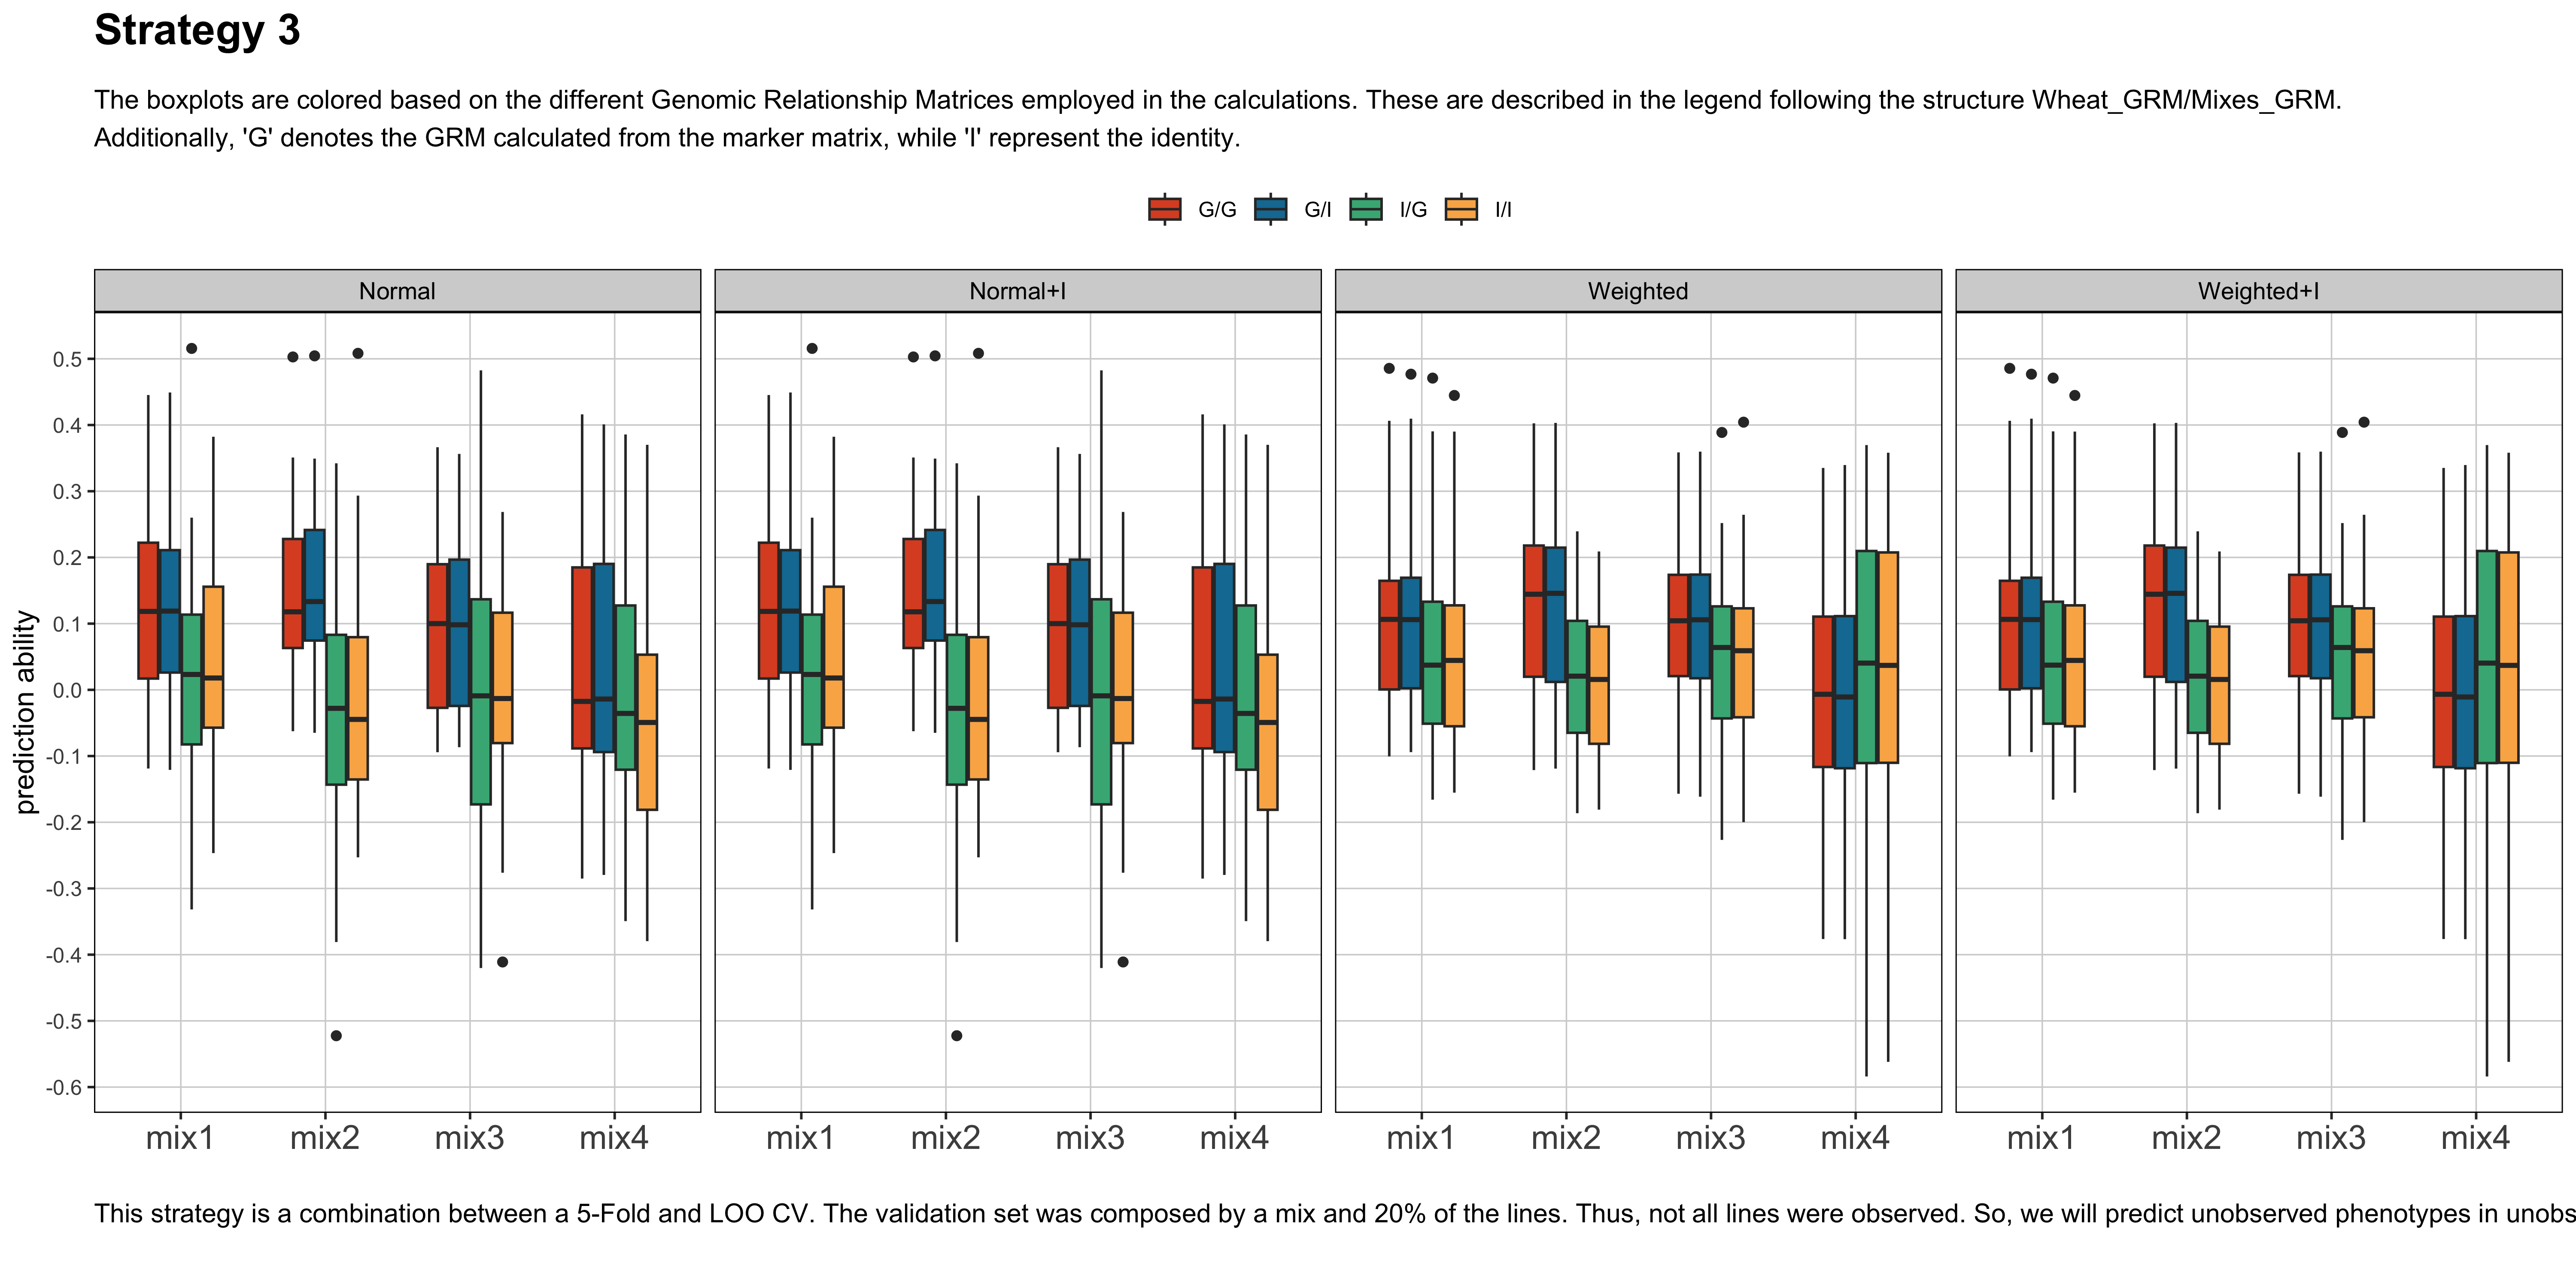 Strategy 3
The boxplots are colored based on the different Genomic Relationship Matrices employed in the calculations. These are described in the legend following the structure Wheat_GRM/Mixes_GRM.
Additionally, 'G' denotes the GRM calculated from the marker matrix, while 'I' represent the identity.
G/G G/I I/G I/I
Normal Normal+I Weighted Weighted+I
prediction ability
0.5
0.4
0.3
0.2
0.1
0.0
-0.1
-0.2
-0.3
-0.4
-0.5
-0.6
mix1 mix2 mix3 mix4 mix1 mix2 mix3 mix4 mix1 mix2 mix3 mix4 mix1 mix2 mix3 mix4
This strategy is a combination between a 5-Fold and LOO CV. The validation set was composed by a mix and 20% of the lines. Thus, not all lines were observed. So, we will predict unobserved phenotypes in unobs